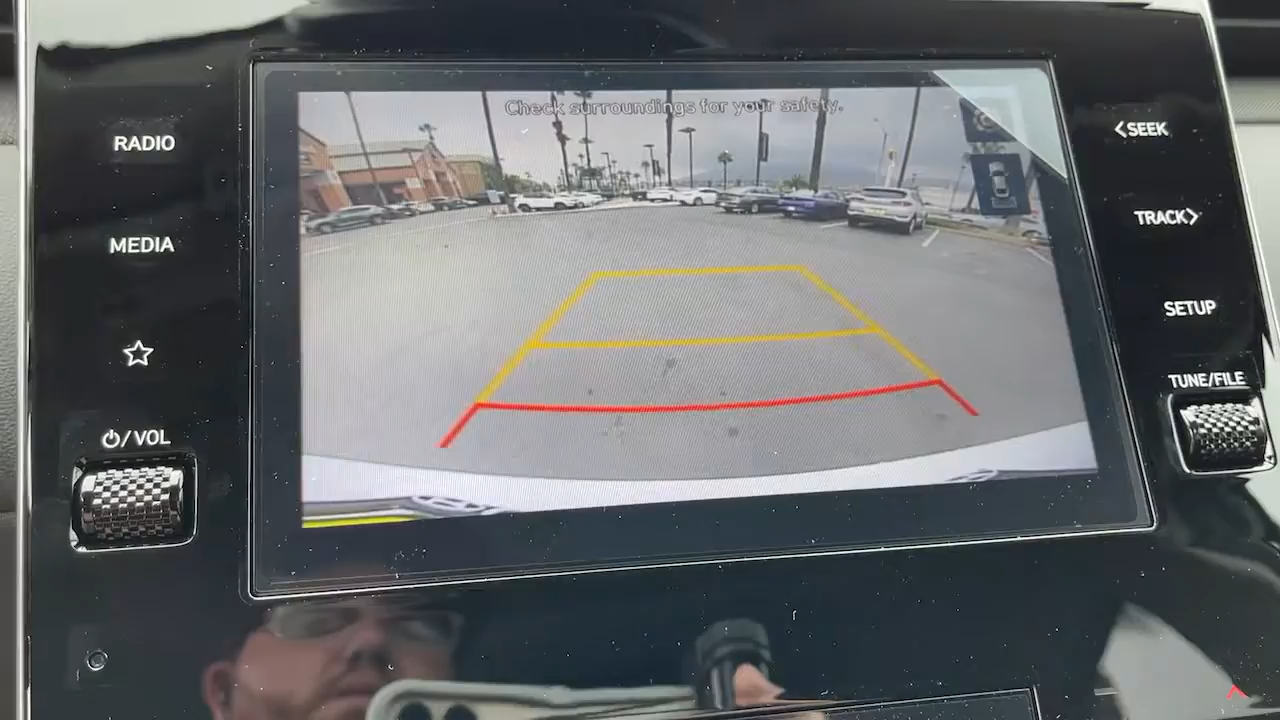 Check surroundings for your safety.
RADIO
MEDIA
/ VOL
<SEEK
TRACK>
SETUP
TUNE/FILE